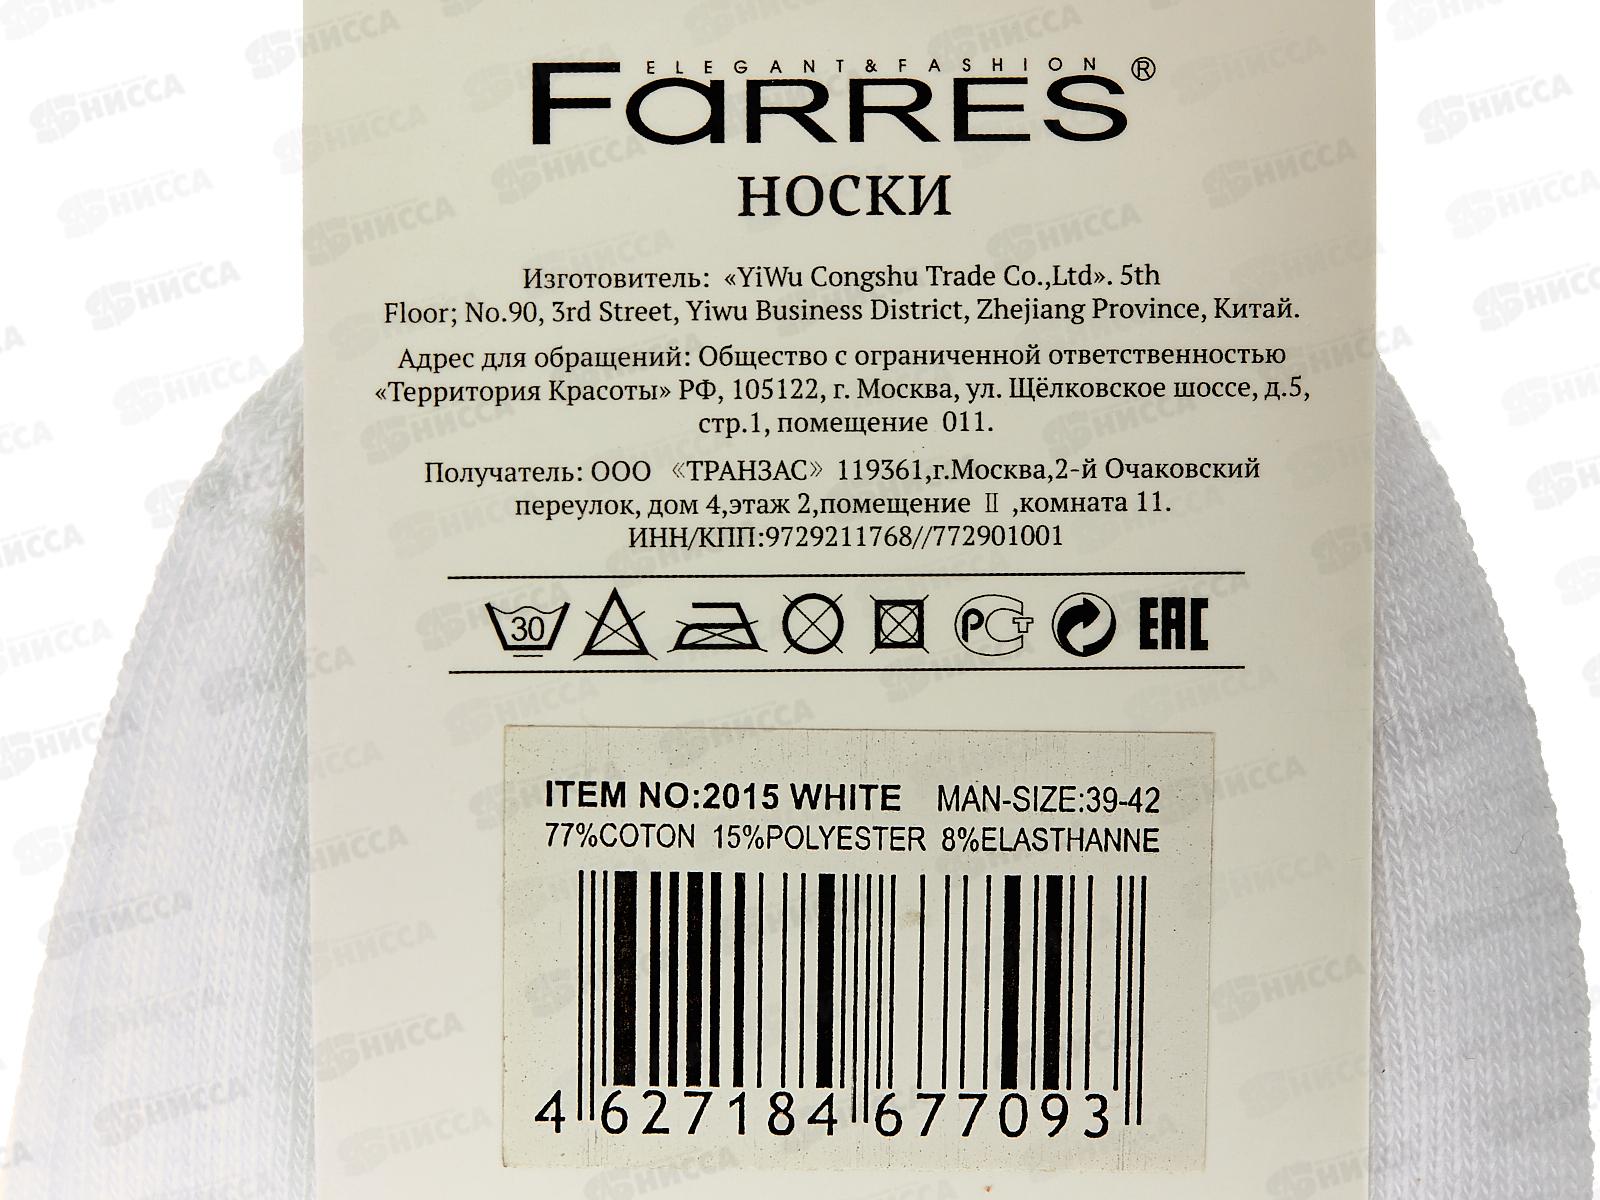 ELEGANT&FASHION
FaRRES®
НОСКИ
Изготовитель: «YiWu Congshu Trade Co.,Ltd». 5th
Floor; No.90, 3rd Street, Yiwu Business District, Zhejiang Province, Китай.
Адрес для обращений: Общество с ограниченной ответственностью
«Территория Красоты» РФ, 105122, г. Москва, ул. Щёлковское шоссе, д.5,
стр.1, помещение 011.
Получатель: ООО «ТРАНЗАС» 119361,г.Москва,2-й Очаковский
переулок, дом 4,этаж 2,помещение II ,комната 11.
ИНН/КПП:9729211768//772901001
30 РСТ EAC
ITEM NO:2015 WHITE MAN-SIZE:39-42
77%COTON 15%POLYESTER 8%ELASTHANNE
4 627184 677093
НИССА